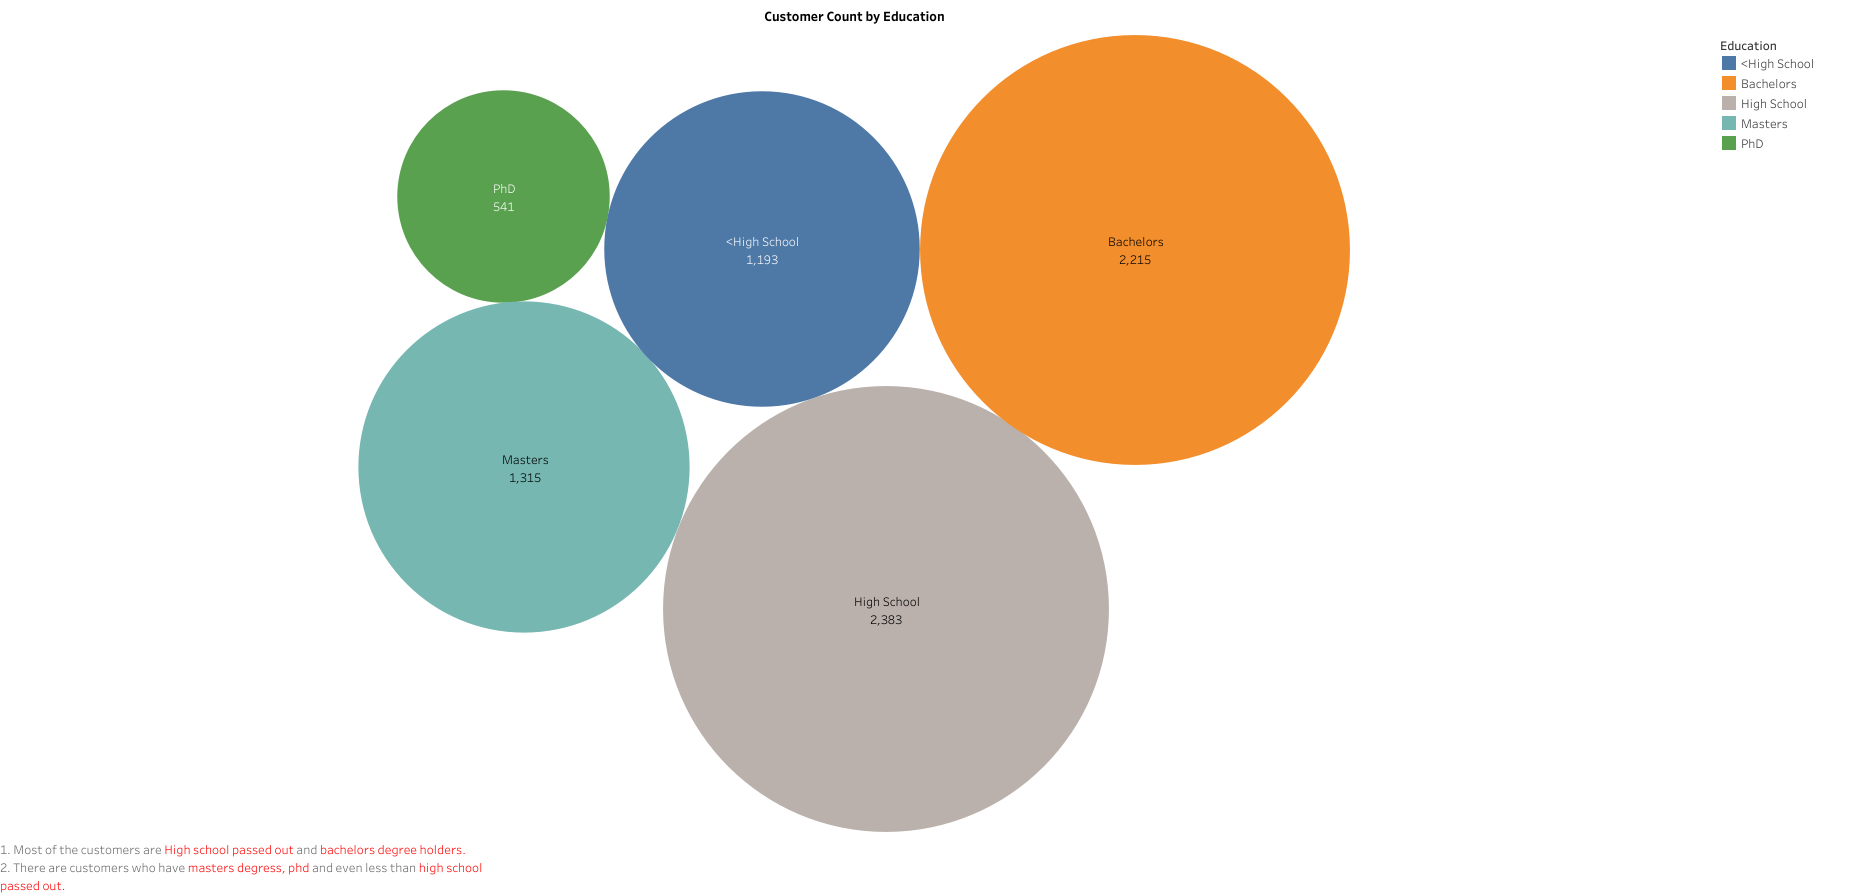 Customer Count by Education
Education
<High School
Bachelors
High School
Masters
PhD
PhD
541
<High School
1,193
Bachelors
2,215
Masters
1,315
High School
2,383
1. Most of the customers are High school passed out and bachelors degree holders.
2. There are customers who have masters degress, phd and even less than high school
passed out.